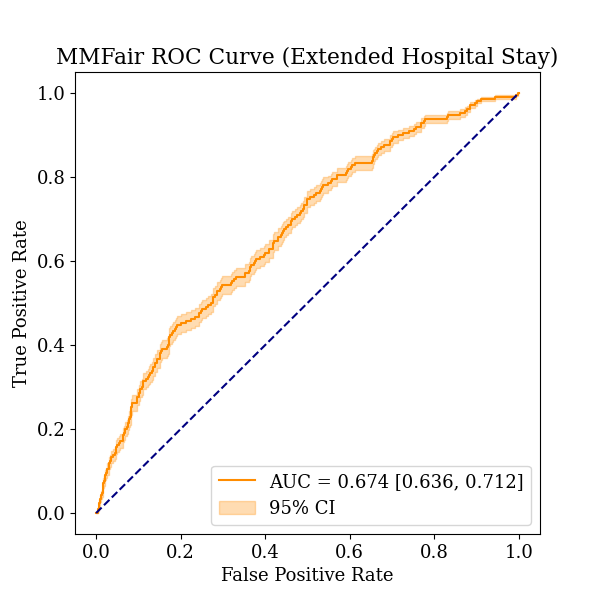 MMFair ROC Curve (Extended Hospital Stay)
True Positive Rate
1.0
0.8
0.6
0.4
0.2
0.0
AUC = 0.674 [0.636, 0.712]
95% CI
0.0 0.2 0.4 0.6 0.8 1.0
False Positive Rate